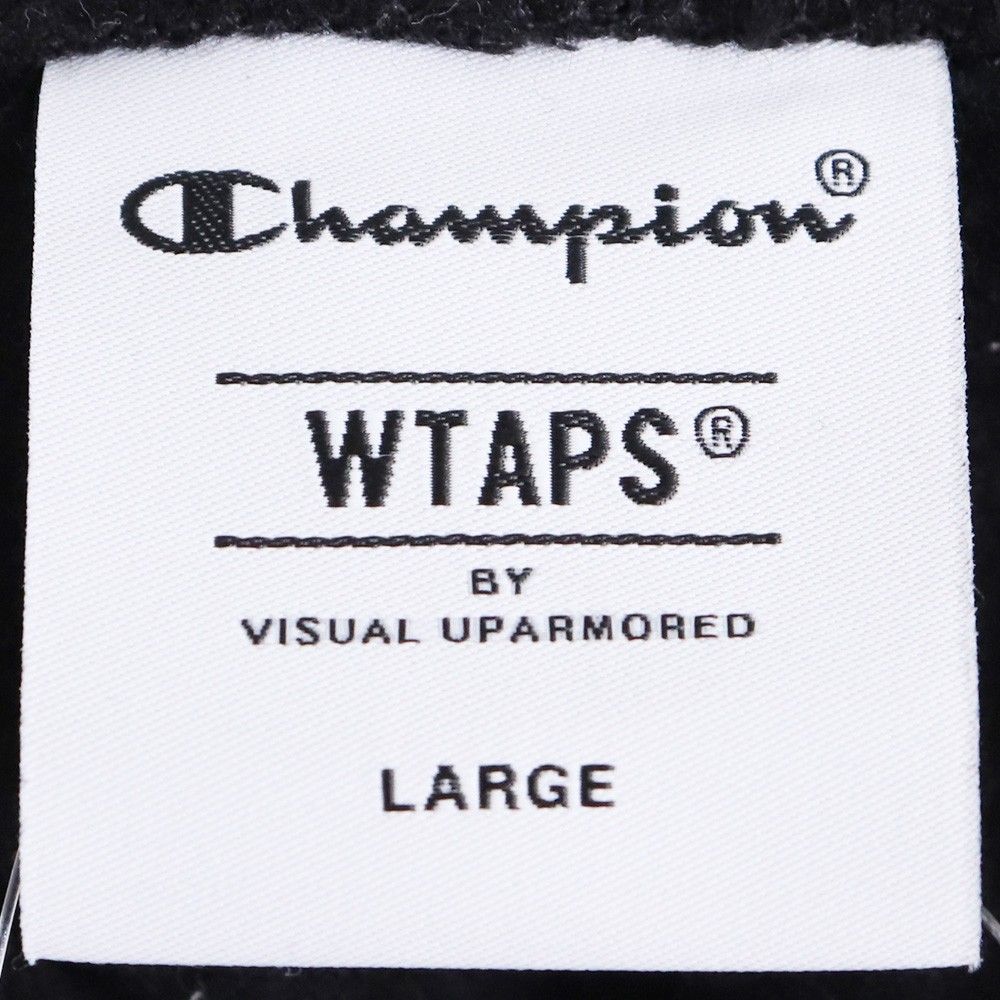 Champion®
WTAPS®
BY
VISUAL UPARMORED
LARGE